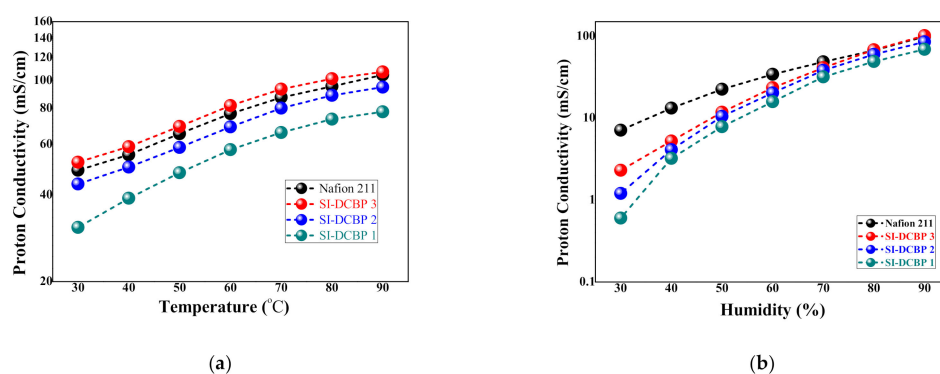 160
140
120
100
80
60
40
20
30 40 50 60 70 80 90
Proton Conductivity (mS/cm)
Temperature (°C)
Nafion 211
SI-DCBP 3
SI-DCBP 2
SI-DCBP 1
(a)
100
10
1
0.1
30 40 50 60 70 80 90
Proton Conductivity (mS/cm)
Humidity (%)
Nafion 211
SI-DCBP 3
SI-DCBP 2
SI-DCBP 1
(b)